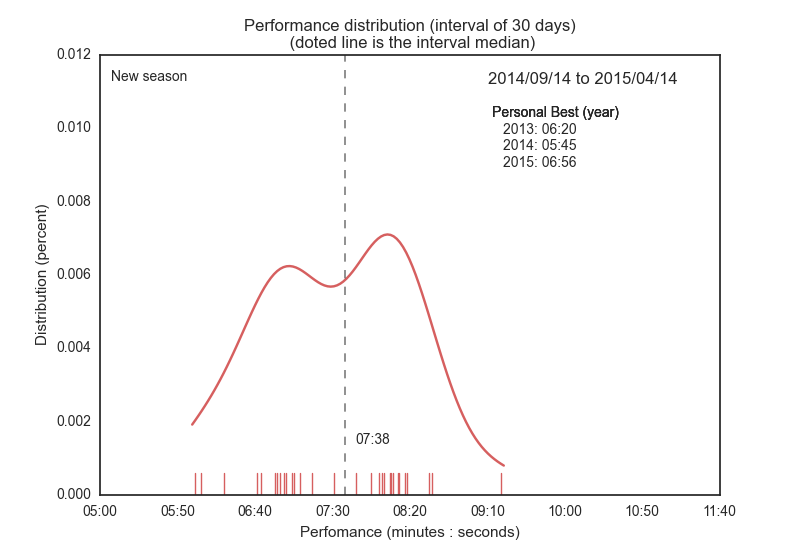 Performance distribution (interval of 30 days)
(doted line is the interval median)
0.012
New season
2014/09/14 to 2015/04/14
Personal Best (year)
2013: 06:20
2014: 05:45
2015: 06:56
0.010
0.008
0.006
0.004
0.002
0.000
Distribution (percent)
07:38
05:00 05:50 06:40 07:30 08:20 09:10 10:00 10:50 11:40
Perfomance (minutes : seconds)